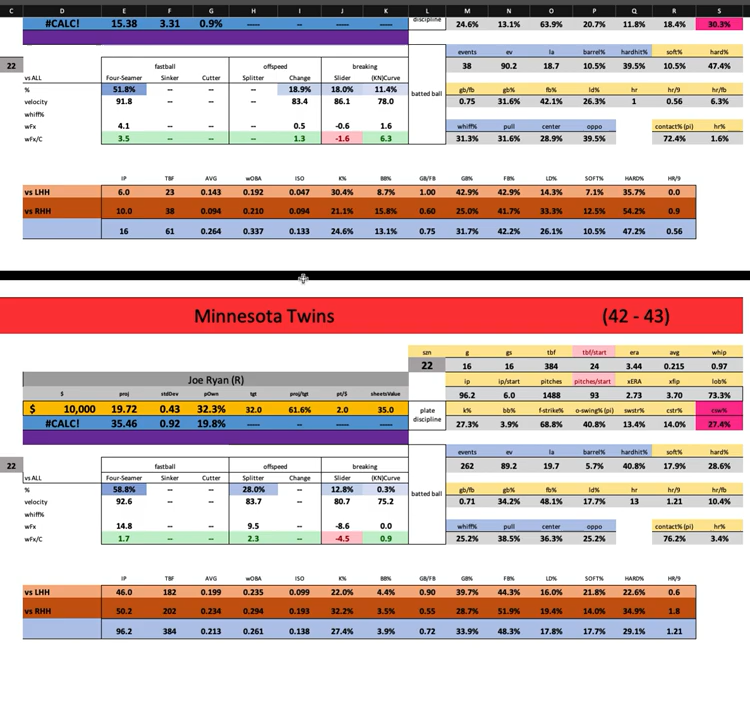 C D E F G H I J K L M N O P Q R S
#CALC! 15.38 3.31 0.9% ---- ---- ---- ---- discipline 24.6% 13.1% 63.9% 20.7% 11.8% 18.4% 30.3%
events ev la barrel% hardhit% soft% hard%
22 fastball offspeed breaking 38 90.2 18.7 10.5% 39.5% 10.5% 47.4%
vs ALL Four-Seamer Sinker Cutter Splitter Change Slider (KN)Curve
% 51.8% -- -- -- 18.9% 18.0% 11.4% batted ball gb/fb gb% fb% ld% hr hr/9 hr/fb
velocity 91.8 -- -- -- 83.4 86.1 78.0 0.75 31.6% 42.1% 26.3% 1 0.56 6.3%
whiff%
wFx 4.1 -- -- -- 0.5 -0.6 1.6 whiff% pull center oppo contact% (pi) hr%
wFx/C 3.5 -- -- -- 1.3 -1.6 6.3 31.3% 31.6% 28.9% 39.5% 72.4% 1.6%
IP TBF AVG wOBA ISO K% BB% GB/FB GB% FB% LD% SOFT% HARD% HR/9
vs LHH 6.0 23 0.143 0.192 0.047 30.4% 8.7% 1.00 42.9% 42.9% 14.3% 7.1% 35.7% 0.0
vs RHH 10.0 38 0.094 0.210 0.094 21.1% 15.8% 0.60 25.0% 41.7% 33.3% 12.5% 54.2% 0.9
16 61 0.264 0.337 0.133 24.6% 13.1% 0.75 31.7% 42.2% 26.1% 10.5% 47.2% 0.56
Minnesota Twins (42 - 43)
szn g gs tbf tbf/start era avg whip
22 16 16 384 24 3.44 0.215 0.97
Joe Ryan (R) ip ip/start pitches pitches/start xERA xfip lob%
$ proj stdDev pOwn tgt proj/tgt pt/$ sheetsValue 96.2 6.0 1488 93 2.73 3.70 73.3%
$ 10,000 19.72 0.43 32.3% 32.0 61.6% 2.0 35.0 plate discipline k% bb% f-strike% o-swing% (pi) swstr% cstr% csw%
#CALC! 35.46 0.92 19.8% ---- ---- ---- ---- 27.3% 3.9% 68.8% 40.8% 13.4% 14.0% 27.4%
events ev la barrel% hardhit% soft% hard%
22 fastball offspeed breaking 262 89.2 19.7 5.7% 40.8% 17.9% 28.6%
vs ALL Four-Seamer Sinker Cutter Splitter Change Slider (KN)Curve
% 58.8% -- -- 28.0% -- 12.8% 0.3% batted ball gb/fb gb% fb% ld% hr hr/9 hr/fb
velocity 92.6 -- -- 83.7 -- 80.7 75.2 0.71 34.2% 48.1% 17.7% 13 1.21 10.4%
whiff%
wFx 14.8 -- -- 9.5 -- -8.6 0.0 whiff% pull center oppo contact% (pi) hr%
wFx/C 1.7 -- -- 2.3 -- -4.5 0.9 25.2% 38.5% 36.3% 25.2% 76.2% 3.4%
IP TBF AVG wOBA ISO K% BB% GB/FB GB% FB% LD% SOFT% HARD% HR/9
vs LHH 46.0 182 0.199 0.235 0.099 22.0% 4.4% 0.90 39.7% 44.3% 16.0% 21.8% 22.6% 0.6
vs RHH 50.2 202 0.234 0.294 0.193 32.2% 3.5% 0.55 28.7% 51.9% 19.4% 14.0% 34.9% 1.8
96.2 384 0.213 0.261 0.138 27.4% 3.9% 0.72 33.9% 48.3% 17.8% 17.7% 29.1% 1.21